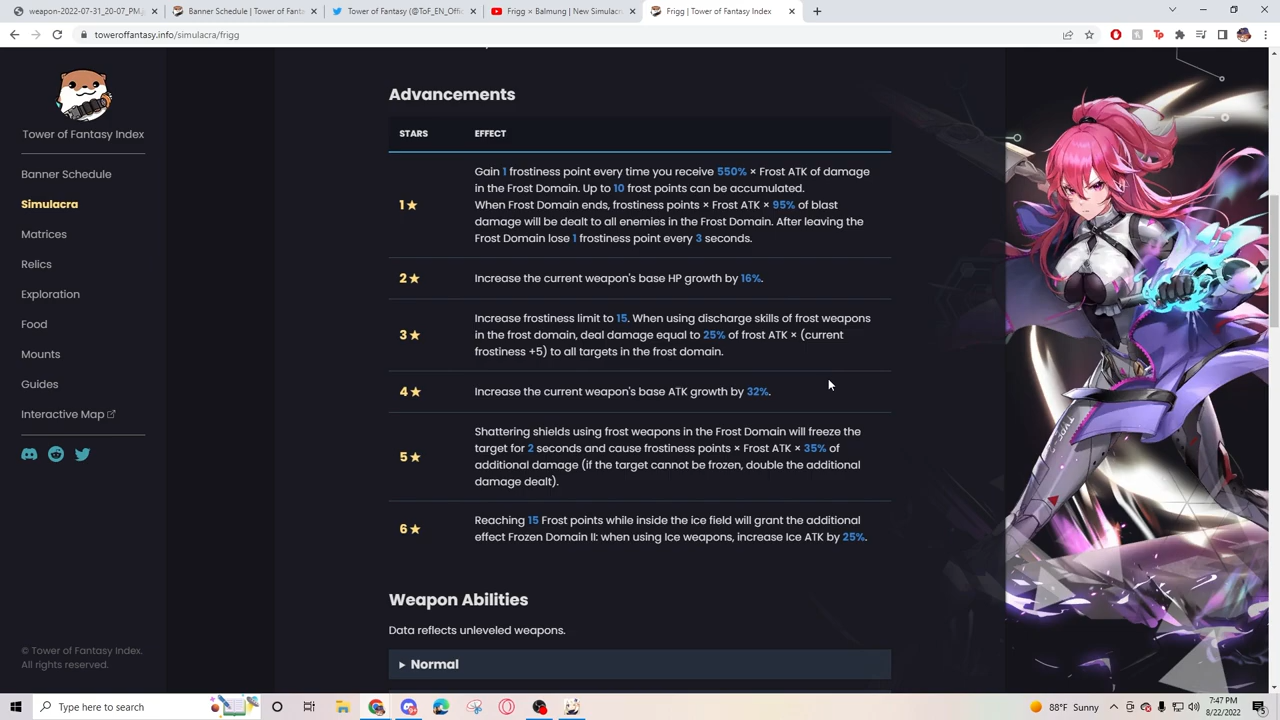 weapon-2022-07-31_20-07_PM.j
Banner Schedule | Tower of Fanta
Tower of Fantasy (@ToF_EN_Offic
Frigg × Balmung | New Simulacr
Frigg | Tower of Fantasy Index
toweroffantasy.info/simulacra/frigg
Tower of Fantasy Index
Banner Schedule
Simulacra
Matrices
Relics
Exploration
Food
Mounts
Guides
Interactive Map
© Tower of Fantasy Index.
All rights reserved.
Advancements
STARS EFFECT
1★
Gain 1 frostiness point every time you receive 550% × Frost ATK of damage
in the Frost Domain. Up to 10 frost points can be accumulated.
When Frost Domain ends, frostiness points × Frost ATK × 95% of blast
damage will be dealt to all enemies in the Frost Domain. After leaving the
Frost Domain lose 1 frostiness point every 3 seconds.
2★ Increase the current weapon's base HP growth by 16%.
3★
Increase frostiness limit to 15. When using discharge skills of frost weapons
in the frost domain, deal damage equal to 25% of frost ATK × (current
frostiness +5) to all targets in the frost domain.
4★ Increase the current weapon's base ATK growth by 32%.
5★
Shattering shields using frost weapons in the Frost Domain will freeze the
target for 2 seconds and cause frostiness points × Frost ATK × 35% of
additional damage (if the target cannot be frozen, double the additional
damage dealt).
6★
Reaching 15 Frost points while inside the ice field will grant the additional
effect Frozen Domain II: when using Ice weapons, increase Ice ATK by 25%.
Weapon Abilities
Data reflects unleveled weapons.
Normal
Type here to search
88°F Sunny
7:47 PM
8/22/2022